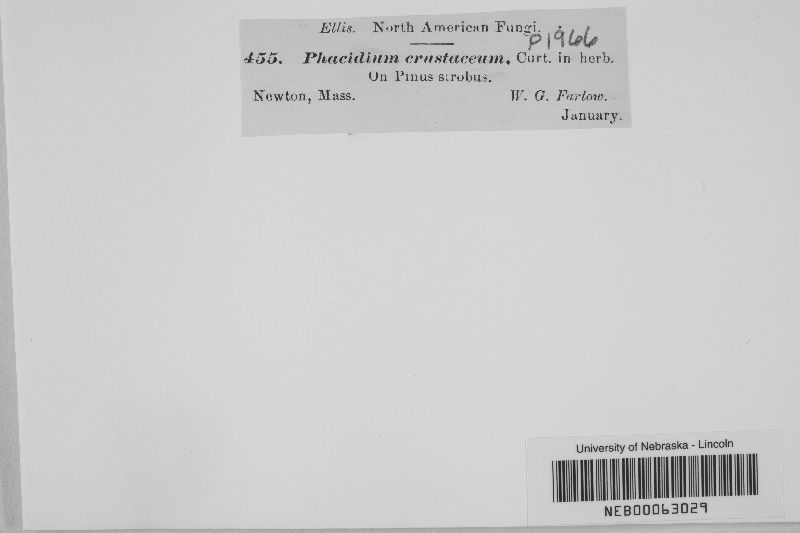 Ellis. North American Fungi.
p1966
455. Phacidium crustaceum, Curt. in herb.
On Pinus strobus.
Newton, Mass. W. G. Farlow.
January.
University of Nebraska - Lincoln
NEB00063029